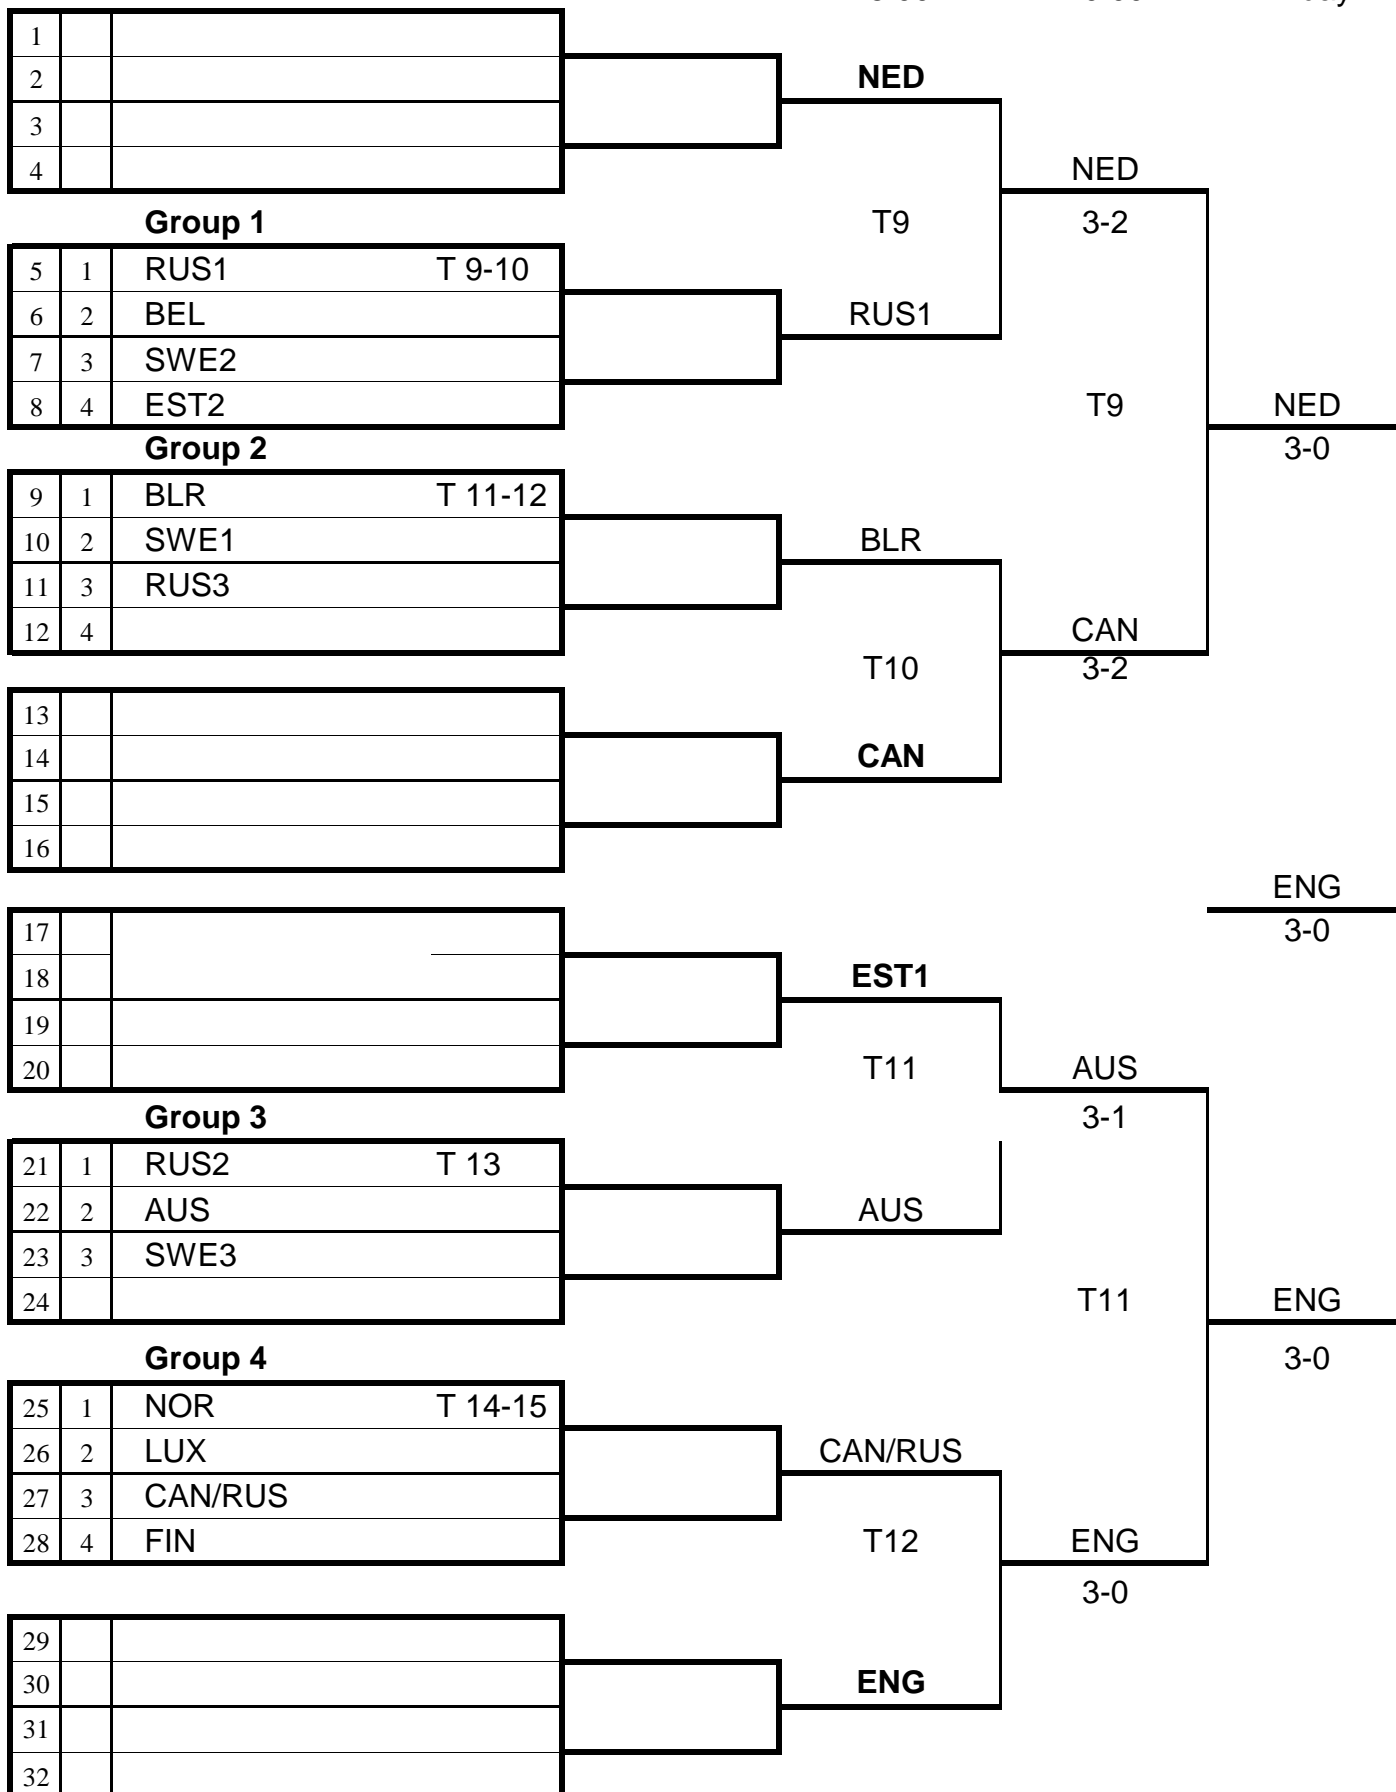 1
2 NED
3
4 NED
Group 1 T9 3-2
5 1 RUS1 T 9-10
6 2 BEL RUS1
7 3 SWE2
8 4 EST2 T9 NED
Group 2 3-0
9 1 BLR T 11-12
10 2 SWE1 BLR
11 3 RUS3
12 4 CAN
T10 3-2
13
14 CAN
15
16
ENG
17 3-0
18 EST1
19
20 T11 AUS
Group 3 3-1
21 1 RUS2 T 13
22 2 AUS AUS
23 3 SWE3
24 T11 ENG
Group 4 3-0
25 1 NOR T 14-15
26 2 LUX CAN/RUS
27 3 CAN/RUS
28 4 FIN T12 ENG
3-0
29
30 ENG
31
32